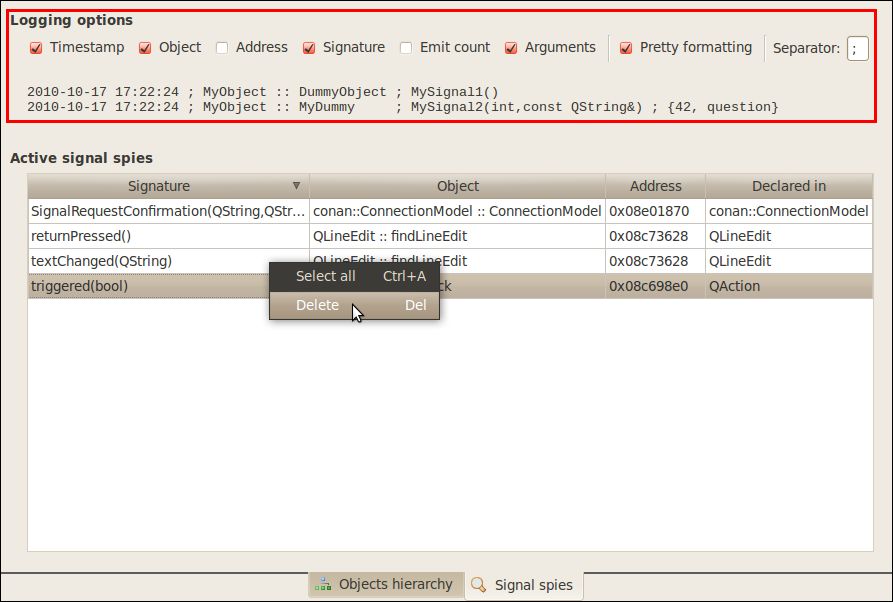 Logging options
Timestamp Object Address Signature Emit count Arguments Pretty formatting Separator: ;
2010-10-17 17:22:24 ; MyObject :: DummyObject ; MySignal1()
2010-10-17 17:22:24 ; MyObject :: MyDummy     ; MySignal2(int,const QString&) ; {42, question}
Active signal spies
Signature Object Address Declared in
SignalRequestConfirmation(QString,QStr... conan::ConnectionModel :: ConnectionModel 0x08e01870 conan::ConnectionModel
returnPressed() QLineEdit :: findLineEdit 0x08c73628 QLineEdit
textChanged(QString) QLineEdit :: findLineEdit 0x08c73628 QLineEdit
Select all Ctrl+A
triggered(bool) ck 0x08c698e0 QAction
Delete Del
Objects hierarchy Signal spies